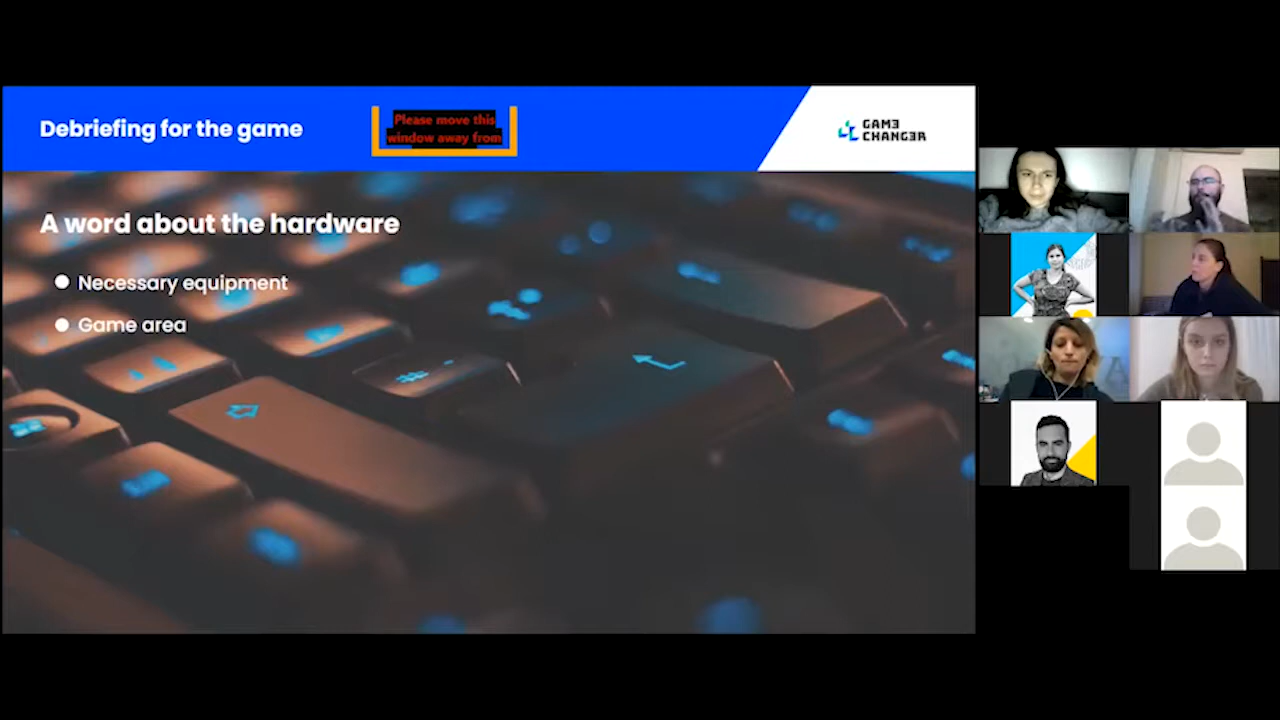 Debriefing for the game
Please move this
window away from
GAME
CHANGER
A word about the hardware
Necessary equipment
Game area